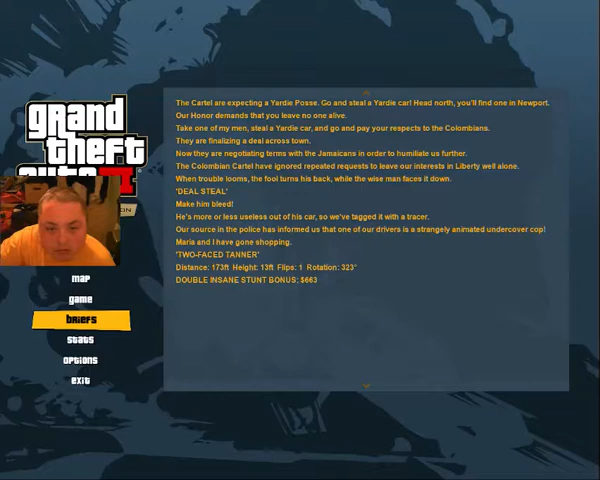 The Cartel are expecting a Yardie Posse. Go and steal a Yardie car! Head north, you'll find one in Newport.
Our Honor demands that you leave no one alive.
Take one of my men, steal a Yardie car, and go and pay your respects to the Colombians.
They are finalizing a deal across town.
Now they are negotiating terms with the Jamaicans in order to humiliate us further.
The Colombian Cartel have ignored repeated requests to leave our interests in Liberty well alone.
When trouble looms, the fool turns his back, while the wise man faces it down.
'DEAL STEAL'
Make him bleed!
He's more or less useless out of his car, so we've tagged it with a tracer.
Our source in the police has informed us that one of our drivers is a strangely animated undercover cop!
Maria and I have gone shopping.
'TWO-FACED TANNER'
Distance: 173ft Height: 13ft Flips: 1 Rotation: 323°
DOUBLE INSANE STUNT BONUS: $663
grand
theft
map
game
briefs
stats
options
exit